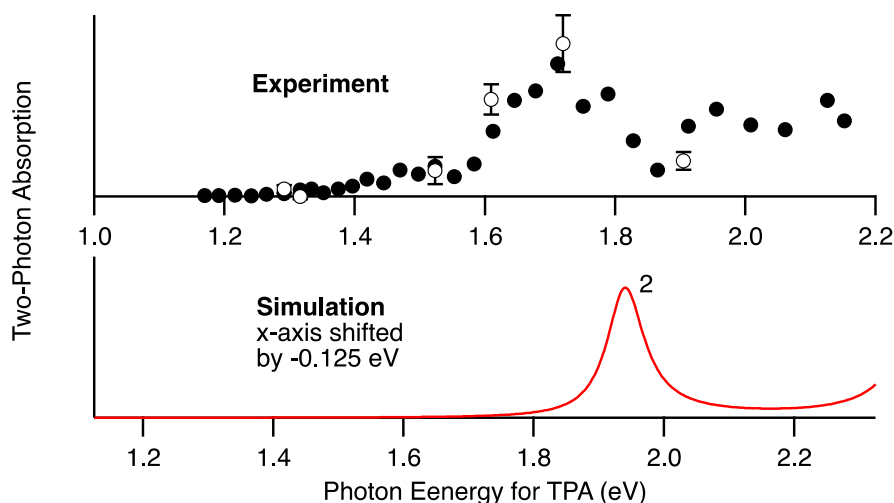 Two-Photon Absorption
Experiment
1.0 1.2 1.4 1.6 1.8 2.0 2.2
Simulation
x-axis shifted
by -0.125 eV
2
1.2 1.4 1.6 1.8 2.0 2.2
Photon Eenergy for TPA (eV)